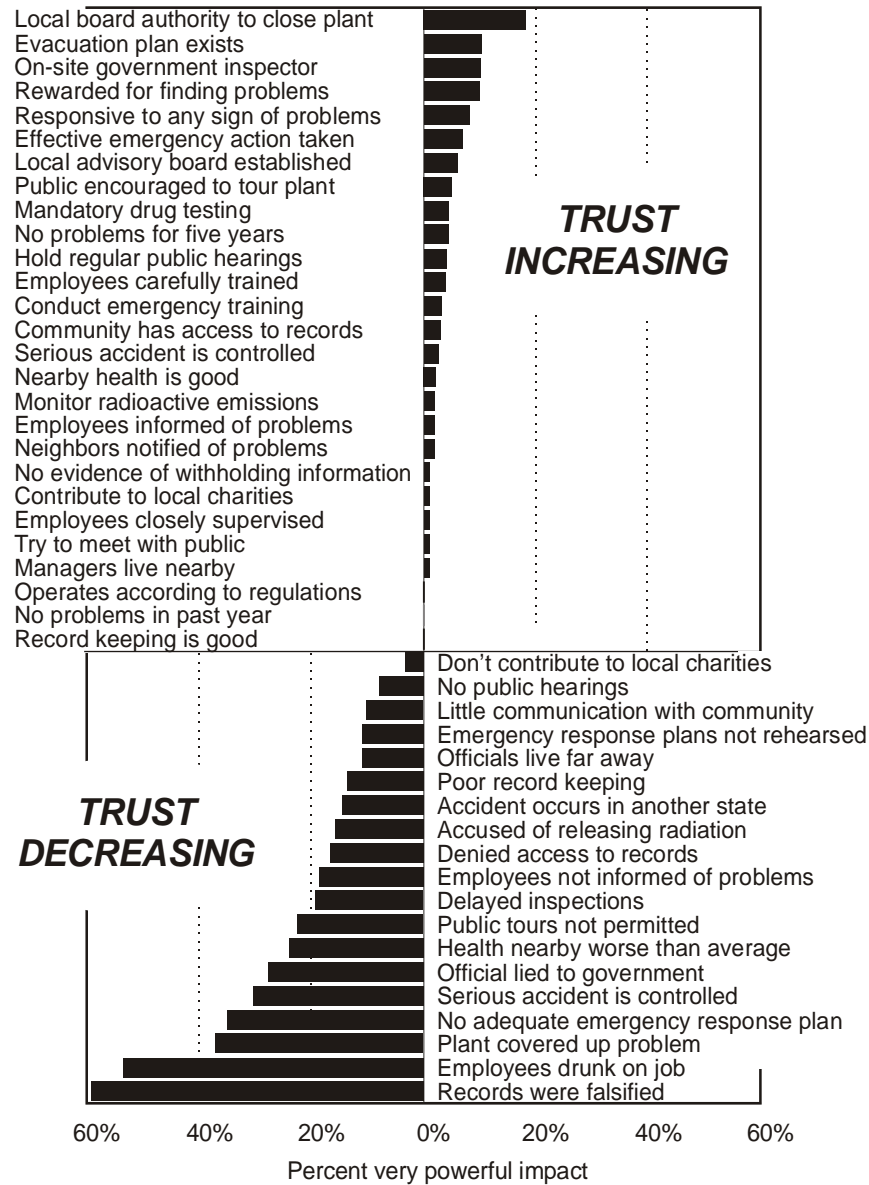 Local board authority to close plant
Evacuation plan exists
On-site government inspector
Rewarded for finding problems
Responsive to any sign of problems
Effective emergency action taken
Local advisory board established
Public encouraged to tour plant
Mandatory drug testing
No problems for five years
Hold regular public hearings
Employees carefully trained
Conduct emergency training
Community has access to records
Serious accident is controlled
Nearby health is good
Monitor radioactive emissions
Employees informed of problems
Neighbors notified of problems
No evidence of withholding information
Contribute to local charities
Employees closely supervised
Try to meet with public
Managers live nearby
Operates according to regulations
No problems in past year
Record keeping is good
TRUST
INCREASING
Don't contribute to local charities
No public hearings
Little communication with community
Emergency response plans not rehearsed
Officials live far away
Poor record keeping
Accident occurs in another state
Accused of releasing radiation
Denied access to records
Employees not informed of problems
Delayed inspections
Public tours not permitted
Health nearby worse than average
Official lied to government
Serious accident is controlled
No adequate emergency response plan
Plant covered up problem
Employees drunk on job
Records were falsified
TRUST
DECREASING
60% 40% 20% 0% 20% 40% 60%
Percent very powerful impact